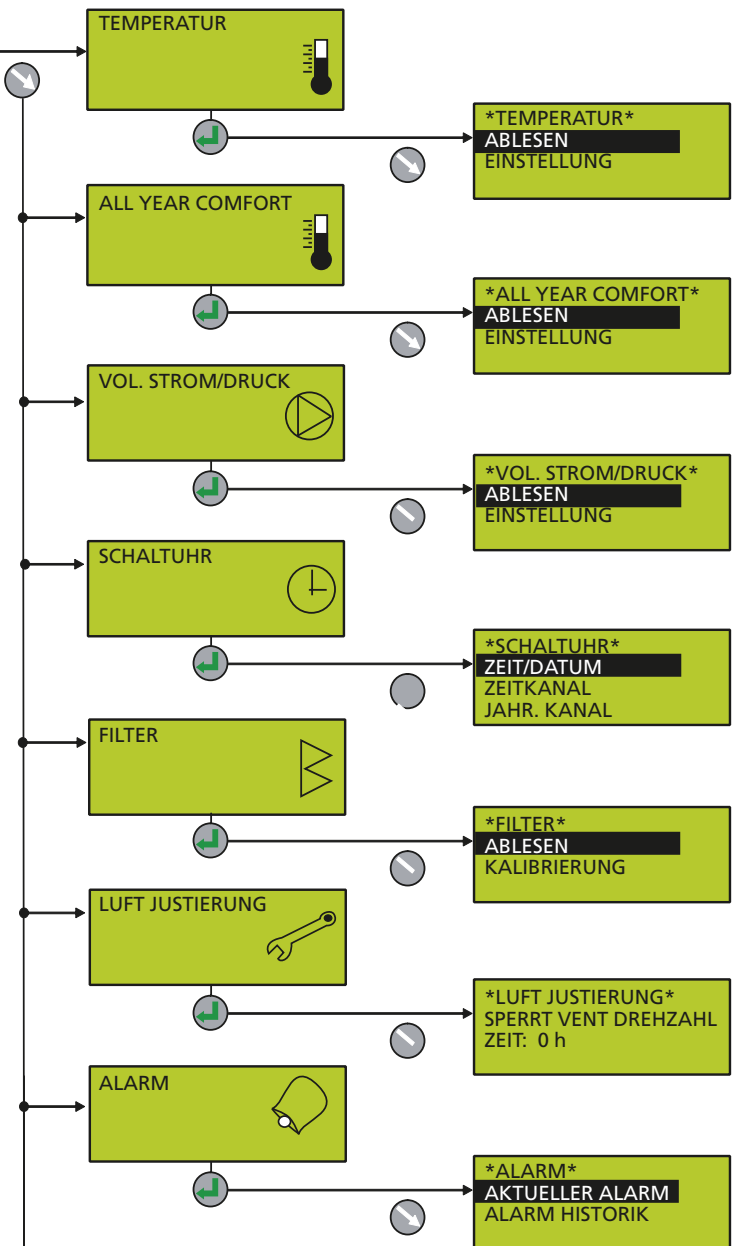 TEMPERATUR
*TEMPERATUR*
ABLESEN
EINSTELLUNG
ALL YEAR COMFORT
*ALL YEAR COMFORT*
ABLESEN
EINSTELLUNG
VOL. STROM/DRUCK
*VOL. STROM/DRUCK*
ABLESEN
EINSTELLUNG
SCHALTUHR
*SCHALTUHR*
ZEIT/DATUM
ZEITKANAL
JAHR. KANAL
FILTER
*FILTER*
ABLESEN
KALIBRIERUNG
LUFT JUSTIERUNG
*LUFT JUSTIERUNG*
SPERRT VENT DREHZAHL
ZEIT: 0 h
ALARM
*ALARM*
AKTUELLER ALARM
ALARM HISTORIK